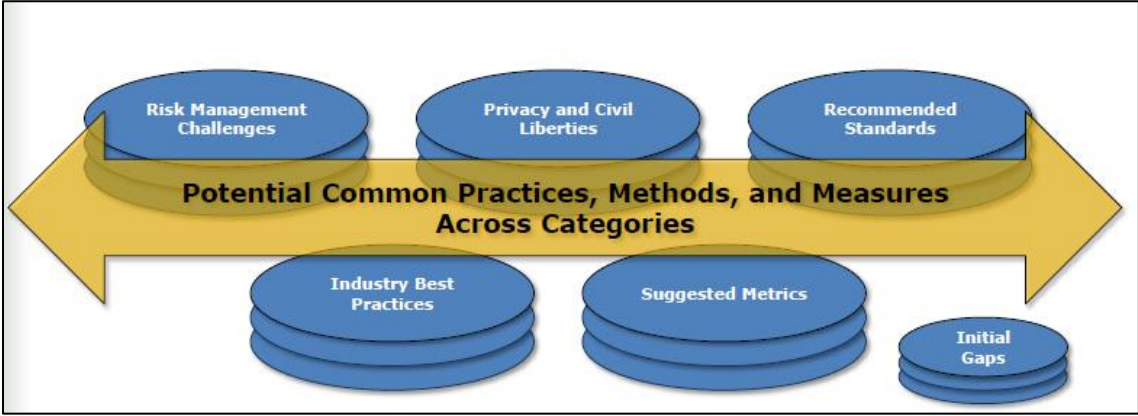 Risk Management
Challenges
Privacy and Civil
Liberties
Recommended
Standards
Potential Common Practices, Methods, and Measures
Across Categories
Industry Best
Practices
Suggested Metrics
Initial
Gaps